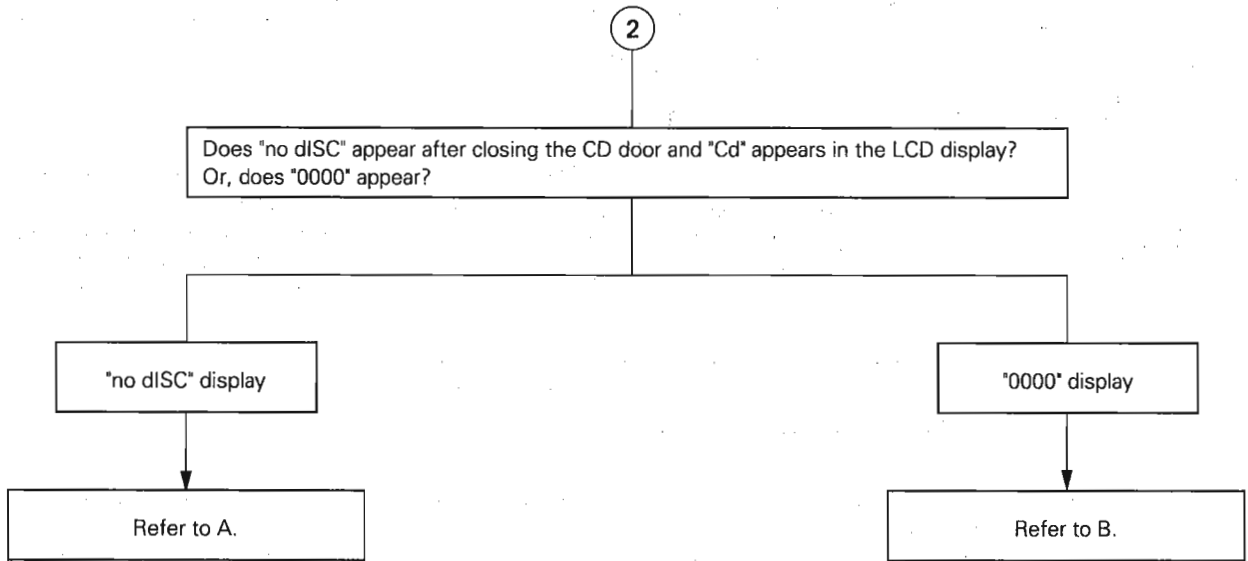 2
Does "no dISC" appear after closing the CD door and "Cd" appears in the LCD display?
Or, does "0000" appear?
"no dISC" display
"0000" display
Refer to A.
Refer to B.